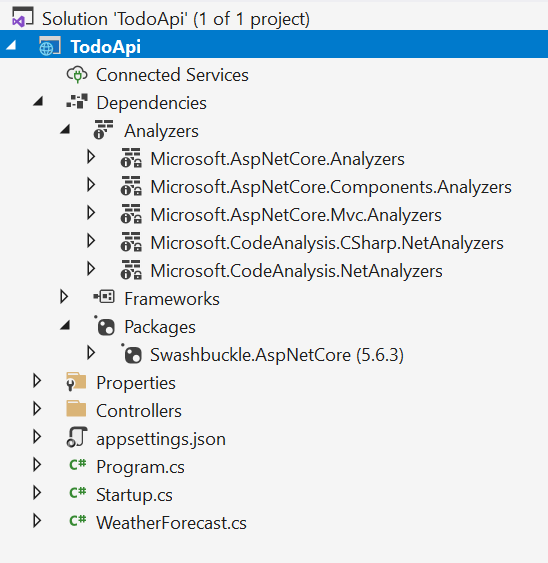 Solution 'TodoApi' (1 of 1 project)
TodoApi
Connected Services
Dependencies
Analyzers
Microsoft.AspNetCore.Analyzers
Microsoft.AspNetCore.Components.Analyzers
Microsoft.AspNetCore.Mvc.Analyzers
Microsoft.CodeAnalysis.CSharp.NetAnalyzers
Microsoft.CodeAnalysis.NetAnalyzers
Frameworks
Packages
Swashbuckle.AspNetCore (5.6.3)
Properties
Controllers
appsettings.json
C# Program.cs
C# Startup.cs
C# WeatherForecast.cs